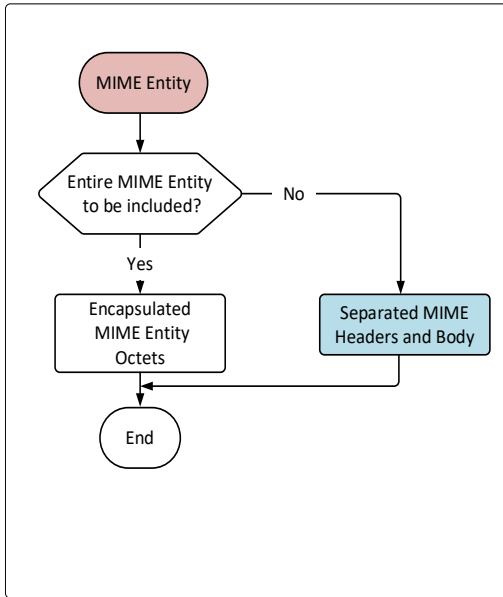 MIME Entity
Entire MIME Entity
to be included?
No
Yes
Encapsulated
MIME Entity
Octets
Separated MIME
Headers and Body
End